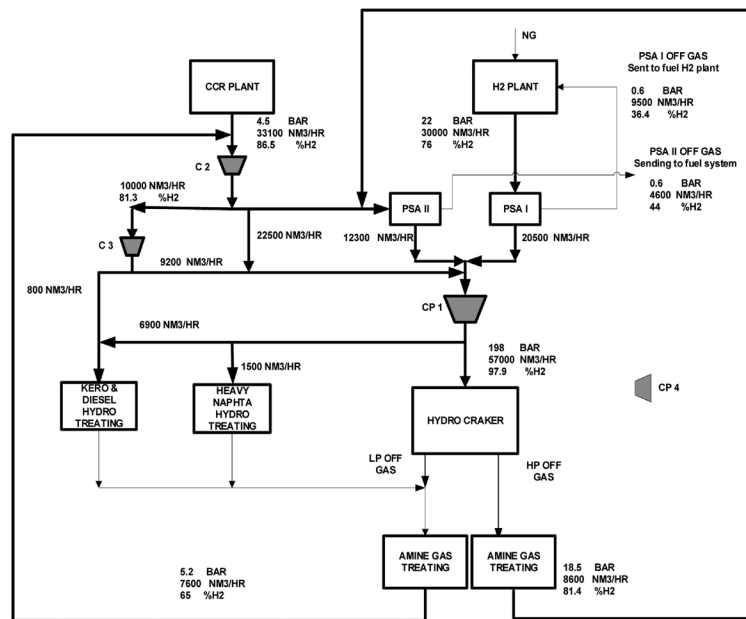 NG
PSA I OFF GAS
Sent to fuel H2 plant
CCR PLANT
H2 PLANT
0.6 BAR
9500 NM3/HR
36.4 %H2
4.5 BAR
33100 NM3/HR
86.5 %H2
22 BAR
30000 NM3/HR
76 %H2
PSA II OFF GAS
Sending to fuel system
C 2
0.6 BAR
4600 NM3/HR
44 %H2
10000 NM3/HR
81.3 %H2
PSA II
PSA I
22500 NM3/HR
12300 NM3/HR
20500 NM3/HR
C 3
9200 NM3/HR
800 NM3/HR
CP 1
6900 NM3/HR
198 BAR
57000 NM3/HR
97.9 %H2
1500 NM3/HR
CP 4
KERO &
DIESEL
HYDRO
TREATING
HEAVY
NAPHTA
HYDRO
TREATING
HYDRO CRAKER
LP OFF
GAS
HP OFF
GAS
AMINE GAS
TREATING
AMINE GAS
TREATING
5.2 BAR
7600 NM3/HR
65 %H2
18.5 BAR
8600 NM3/HR
81.4 %H2